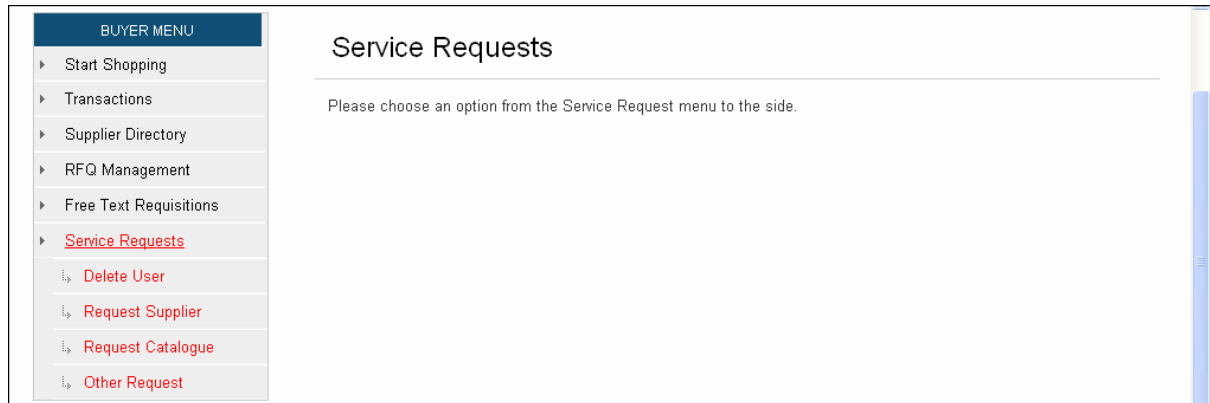 BUYER MENU
Start Shopping
Transactions
Supplier Directory
RFQ Management
Free Text Requisitions
Service Requests
Delete User
Request Supplier
Request Catalogue
Other Request
Service Requests
Please choose an option from the Service Request menu to the side.